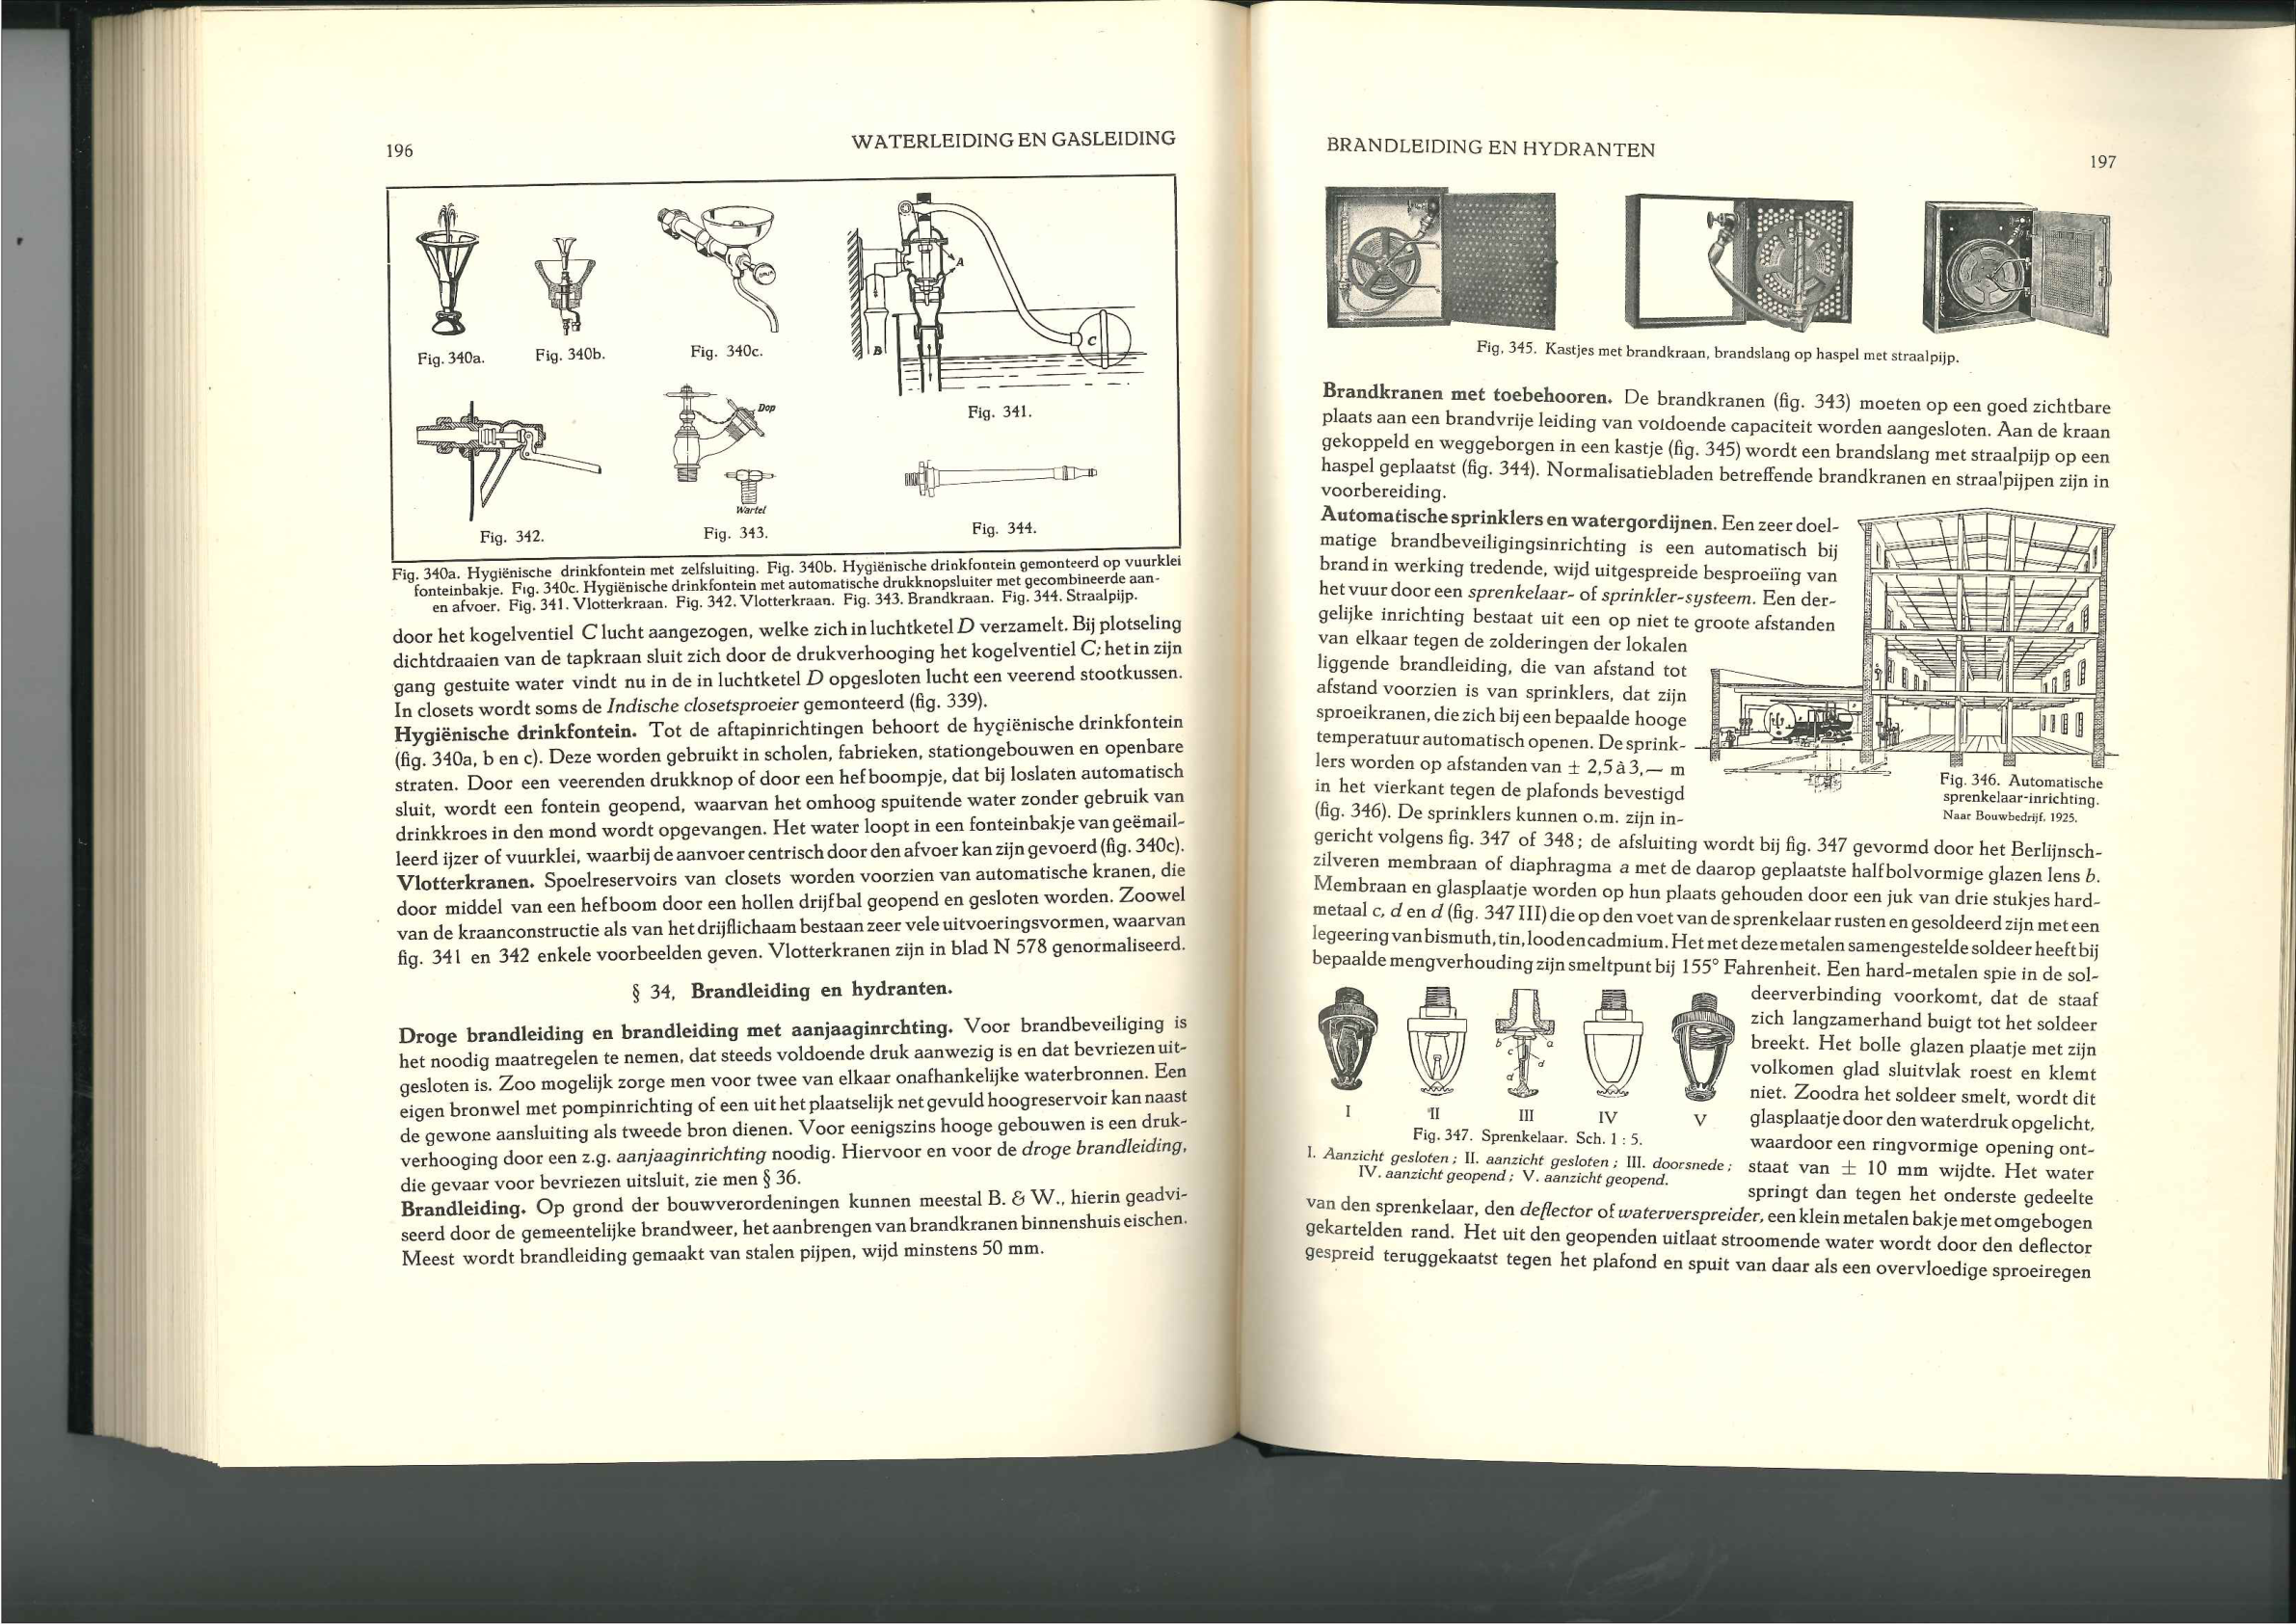 196
WATERLEIDING EN GASLEIDING
A
B
C
Fig. 340a.
Fig. 340b.
Fig. 340c.
Fig. 341.
Dop
Wartel
Fig. 342.
Fig. 343.
Fig. 344.
Fig. 340a. Hygiënische drinkfontein met zelfsluiting. Fig. 340b. Hygiënische drinkfontein gemonteerd op vuurklei
fonteinbakje. Fig. 340c. Hygiënische drinkfontein met automatische drukknopsluiter met gecombineerde aan-
en afvoer. Fig. 341. Vlotterkraan. Fig. 342. Vlotterkraan. Fig. 343. Brandkraan. Fig. 344. Straalpijp.
door het kogelventiel C lucht aangezogen, welke zich in luchtketel D verzamelt. Bij plotseling
dichtdraaien van de tapkraan sluit zich door de drukverhooging het kogelventiel C; het in zijn
gang gestuite water vindt nu in de in luchtketel D opgesloten lucht een veerend stootkussen.
In closets wordt soms de Indische closetsproeier gemonteerd (fig. 339).
Hygiënische drinkfontein. Tot de aftapinrichtingen behoort de hygiënische drinkfontein
(fig. 340a, b en c). Deze worden gebruikt in scholen, fabrieken, stationgebouwen en openbare
straten. Door een veerenden drukknop of door een hefboompje, dat bij loslaten automatisch
sluit, wordt een fontein geopend, waarvan het omhoog spuitende water zonder gebruik van
drinkkroes in den mond wordt opgevangen. Het water loopt in een fonteinbakje van geëmail-
leerd ijzer of vuurklei, waarbij de aanvoer centrisch door den afvoer kan zijn gevoerd (fig. 340c).
Vlotterkranen. Spoelreservoirs van closets worden voorzien van automatische kranen, die
door middel van een hefboom door een hollen drijfbal geopend en gesloten worden. Zoowel
van de kraanconstructie als van het drijflichaam bestaan zeer vele uitvoeringsvormen, waarvan
fig. 341 en 342 enkele voorbeelden geven. Vlotterkranen zijn in blad N 578 genormaliseerd.
§ 34, Brandleiding en hydranten.
Droge brandleiding en brandleiding met aanjaaginrchting. Voor brandbeveiliging is
het noodig maatregelen te nemen, dat steeds voldoende druk aanwezig is en dat bevriezen uit-
gesloten is. Zoo mogelijk zorge men voor twee van elkaar onafhankelijke waterbronnen. Een
eigen bronwel met pompinrichting of een uit het plaatselijk net gevuld hoogreservoir kan naast
de gewone aansluiting als tweede bron dienen. Voor eenigszins hooge gebouwen is een druk-
verhooging door een z.g. aanjaaginrichting noodig. Hiervoor en voor de droge brandleiding,
die gevaar voor bevriezen uitsluit, zie men § 36.
Brandleiding. Op grond der bouwverordeningen kunnen meestal B. & W., hierin geadvi-
seerd door de gemeentelijke brandweer, het aanbrengen van brandkranen binnenshuis eischen.
Meest wordt brandleiding gemaakt van stalen pijpen, wijd minstens 50 mm.
BRANDLEIDING EN HYDRANTEN
197
Fig. 345. Kastjes met brandkraan, brandslang op haspel met straalpijp.
Brandkranen met toebehooren. De brandkranen (fig. 343) moeten op een goed zichtbare
plaats aan een brandvrije leiding van voldoende capaciteit worden aangesloten. Aan de kraan
gekoppeld en weggeborgen in een kastje (fig. 345) wordt een brandslang met straalpijp op een
haspel geplaatst (fig. 344). Normalisatiebladen betreffende brandkranen en straalpijpen zijn in
voorbereiding.
Automatische sprinklers en watergordijnen. Een zeer doel-
matige brandbeveiligingsinrichting is een automatisch bij
brand in werking tredende, wijd uitgespreide besproeiïng van
het vuur door een sprenkelaar- of sprinkler-systeem. Een der-
gelijke inrichting bestaat uit een op niet te groote afstanden
van elkaar tegen de zolderingen der lokalen
liggende brandleiding, die van afstand tot
afstand voorzien is van sprinklers, dat zijn
sproeikranen, die zich bij een bepaalde hooge
temperatuur automatisch openen. De sprink-
lers worden op afstanden van ± 2,5 à 3,— m
in het vierkant tegen de plafonds bevestigd
(fig. 346). De sprinklers kunnen o.m. zijn in-
Fig. 346. Automatische
sprenkelaar-inrichting.
Naar Bouwbedrijf. 1925.
gericht volgens fig. 347 of 348; de afsluiting wordt bij fig. 347 gevormd door het Berlijnsch-
zilveren membraan of diaphragma a met de daarop geplaatste halfbolvormige glazen lens b.
Membraan en glasplaatje worden op hun plaats gehouden door een juk van drie stukjes hard-
metaal c, d en d (fig. 347 III) die op den voet van de sprenkelaar rusten en gesoldeerd zijn met een
legeering van bismuth, tin, lood en cadmium. Het met deze metalen samengestelde soldeer heeft bij
bepaalde mengverhouding zijn smeltpunt bij 155° Fahrenheit. Een hard-metalen spie in de sol-
deerverbinding voorkomt, dat de staaf
zich langzamerhand buigt tot het soldeer
breekt. Het bolle glazen plaatje met zijn
volkomen glad sluitvlak roest en klemt
niet. Zoodra het soldeer smelt, wordt dit
glasplaatje door den waterdruk opgelicht,
waardoor een ringvormige opening ont-
staat van ± 10 mm wijdte. Het water
springt dan tegen het onderste gedeelte
b a
c
d
d
I II III IV V
Fig. 347. Sprenkelaar. Sch. 1 : 5.
I. Aanzicht gesloten; II. aanzicht gesloten; III. doorsnede;
IV. aanzicht geopend; V. aanzicht geopend.
van den sprenkelaar, den deflector of waterverspreider, een klein metalen bakje met omgebogen
gekartelden rand. Het uit den geopenden uitlaat stroomende water wordt door den deflector
gespreid teruggekaatst tegen het plafond en spuit van daar als een overvloedige sproeiregen